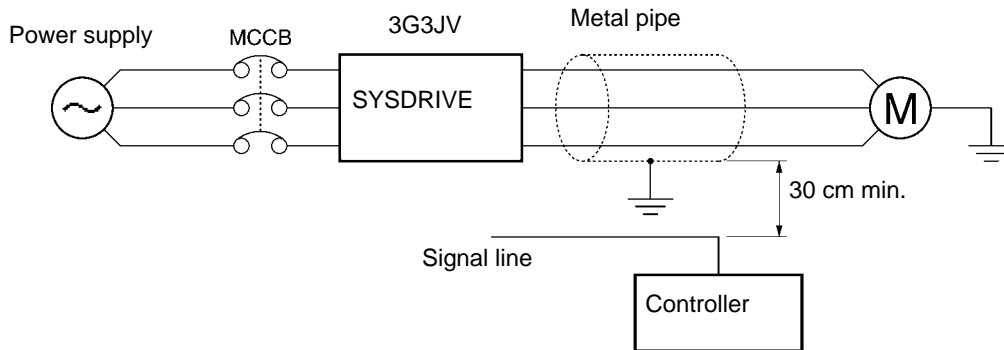 Power supply
MCCB
3G3JV
Metal pipe
SYSDRIVE
M
30 cm min.
Signal line
Controller